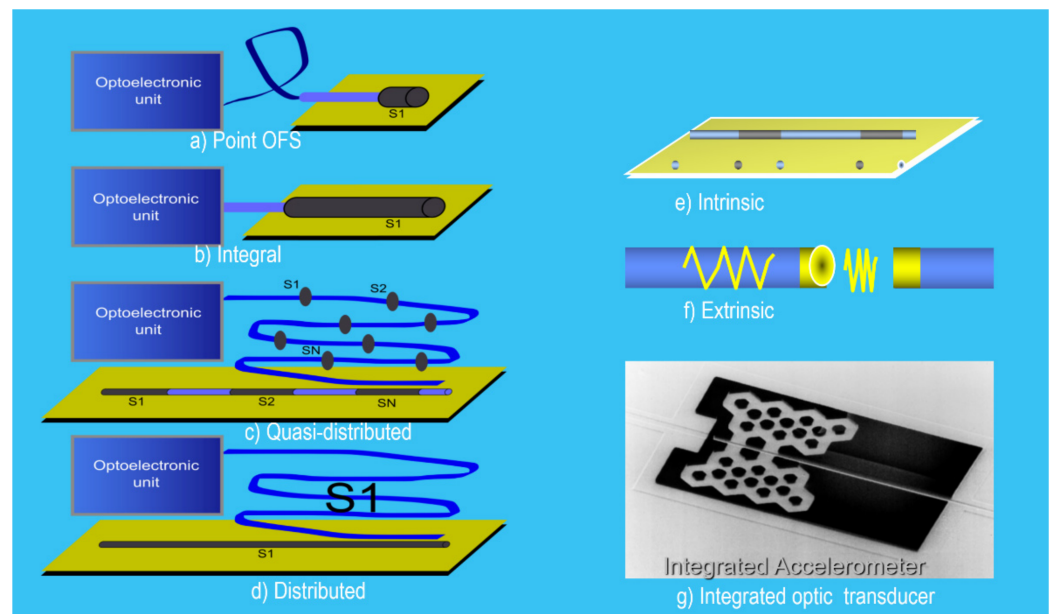 Optoelectronic
unit
S1
a) Point OFS
Optoelectronic
unit
S1
b) Integral
Optoelectronic
unit
S1
S2
SN
S1
S2
SN
c) Quasi-distributed
Optoelectronic
unit
S1
S1
d) Distributed
e) Intrinsic
f) Extrinsic
Integrated Accelerometer
g) Integrated optic transducer